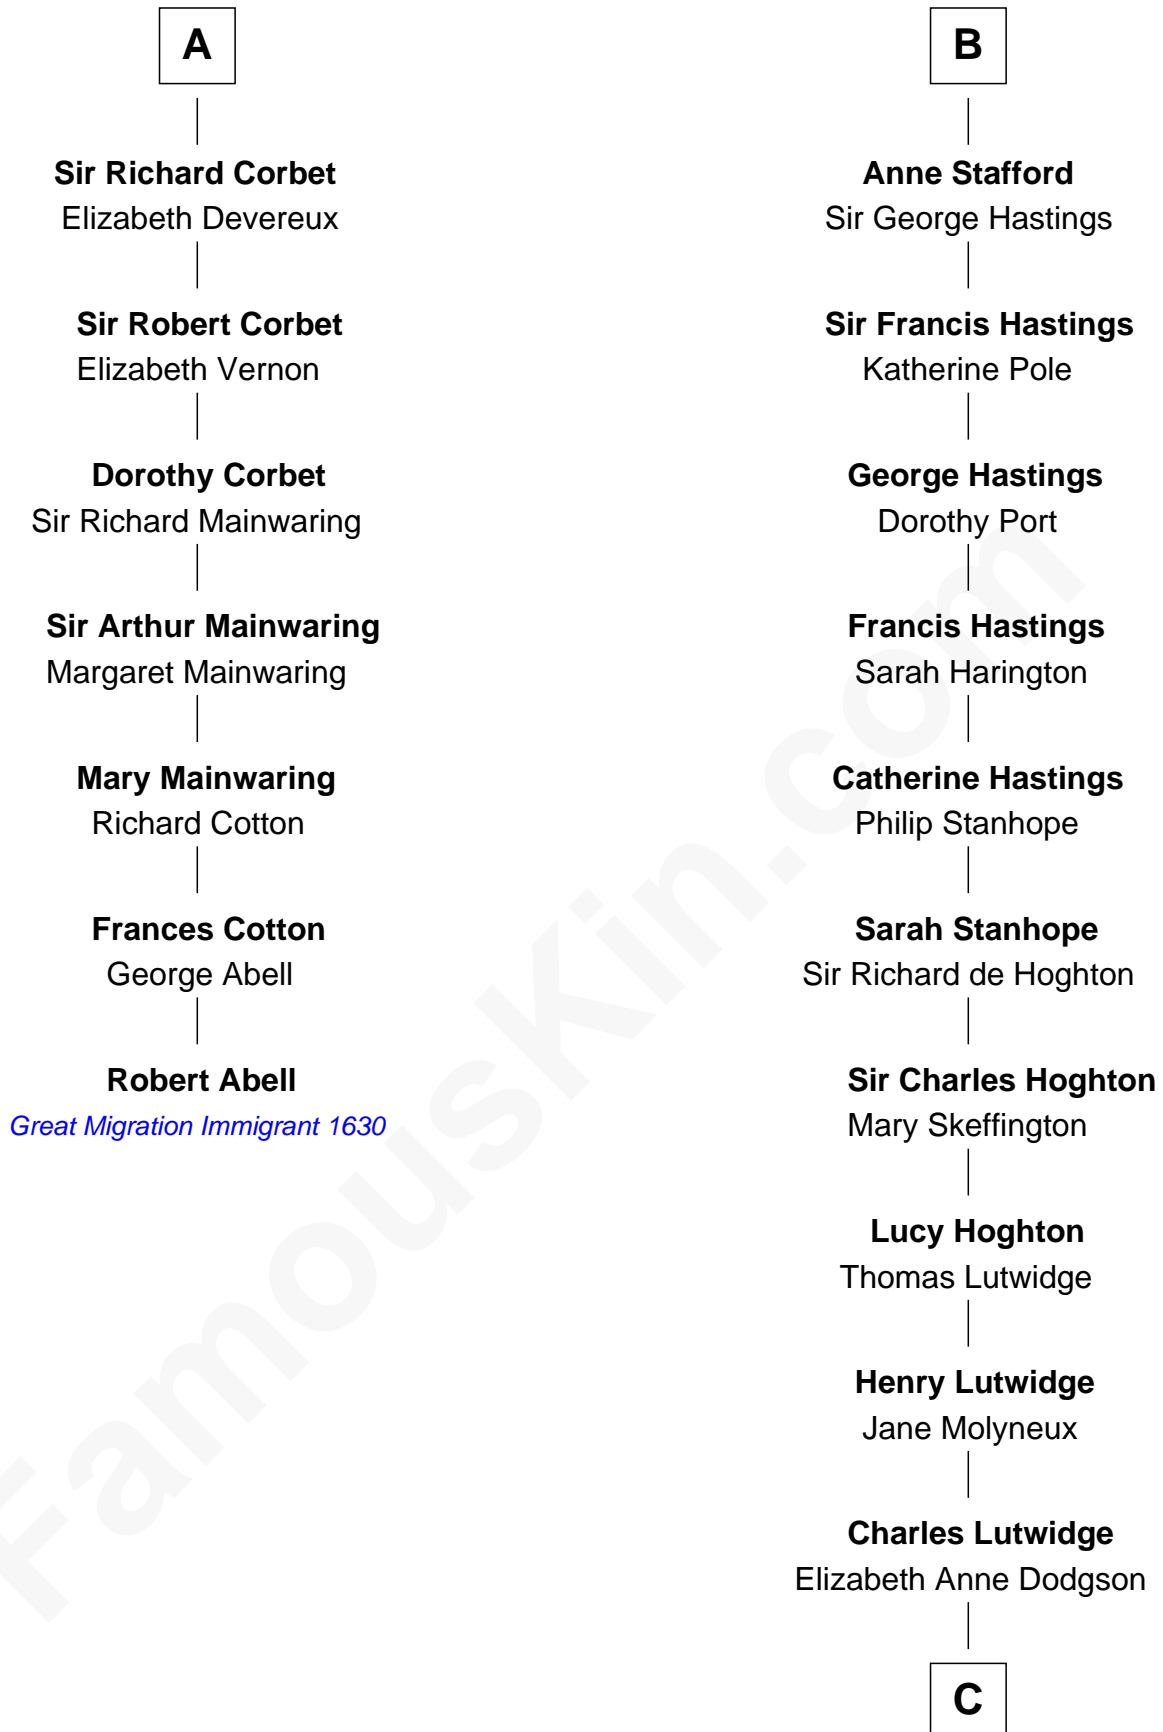 A
Sir Richard Corbet
Elizabeth Devereux
Sir Robert Corbet
Elizabeth Vernon
Dorothy Corbet
Sir Richard Mainwaring
Sir Arthur Mainwaring
Margaret Mainwaring
Mary Mainwaring
Richard Cotton
Frances Cotton
George Abell
Robert Abell
Great Migration Immigrant 1630
B
Anne Stafford
Sir George Hastings
Sir Francis Hastings
Katherine Pole
George Hastings
Dorothy Port
Francis Hastings
Sarah Harington
Catherine Hastings
Philip Stanhope
Sarah Stanhope
Sir Richard de Hoghton
Sir Charles Hoghton
Mary Skeffington
Lucy Hoghton
Thomas Lutwidge
Henry Lutwidge
Jane Molyneux
Charles Lutwidge
Elizabeth Anne Dodgson
C
FamousKin.com